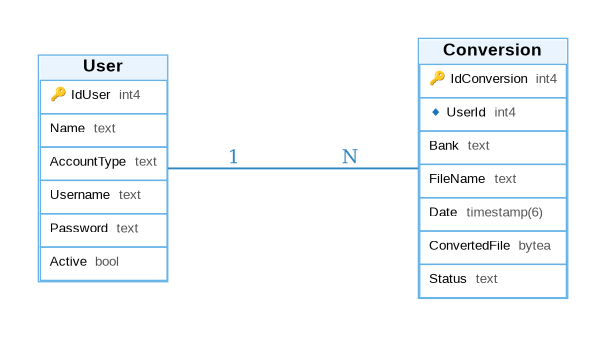 User
IdUser int4
Name text
AccountType text
Username text
Password text
Active bool
1
N
Conversion
IdConversion int4
UserId int4
Bank text
FileName text
Date timestamp(6)
ConvertedFile bytea
Status text